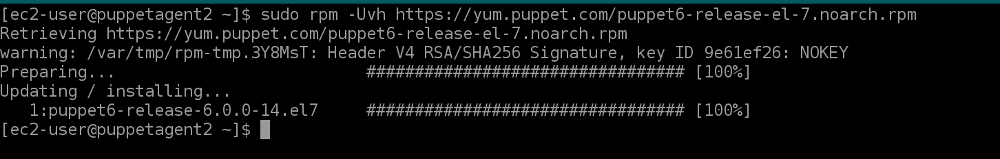 [ec2-user@puppetagent2 ~]$ sudo rpm -Uvh https://yum.puppet.com/puppet6-release-el-7.noarch.rpm
Retrieving https://yum.puppet.com/puppet6-release-el-7.noarch.rpm
warning: /var/tmp/rpm-tmp.3Y8MsT: Header V4 RSA/SHA256 Signature, key ID 9e61ef26: NOKEY
Preparing...                          ################################# [100%]
Updating / installing...
   1:puppet6-release-6.0.0-14.el7     ################################# [100%]
[ec2-user@puppetagent2 ~]$